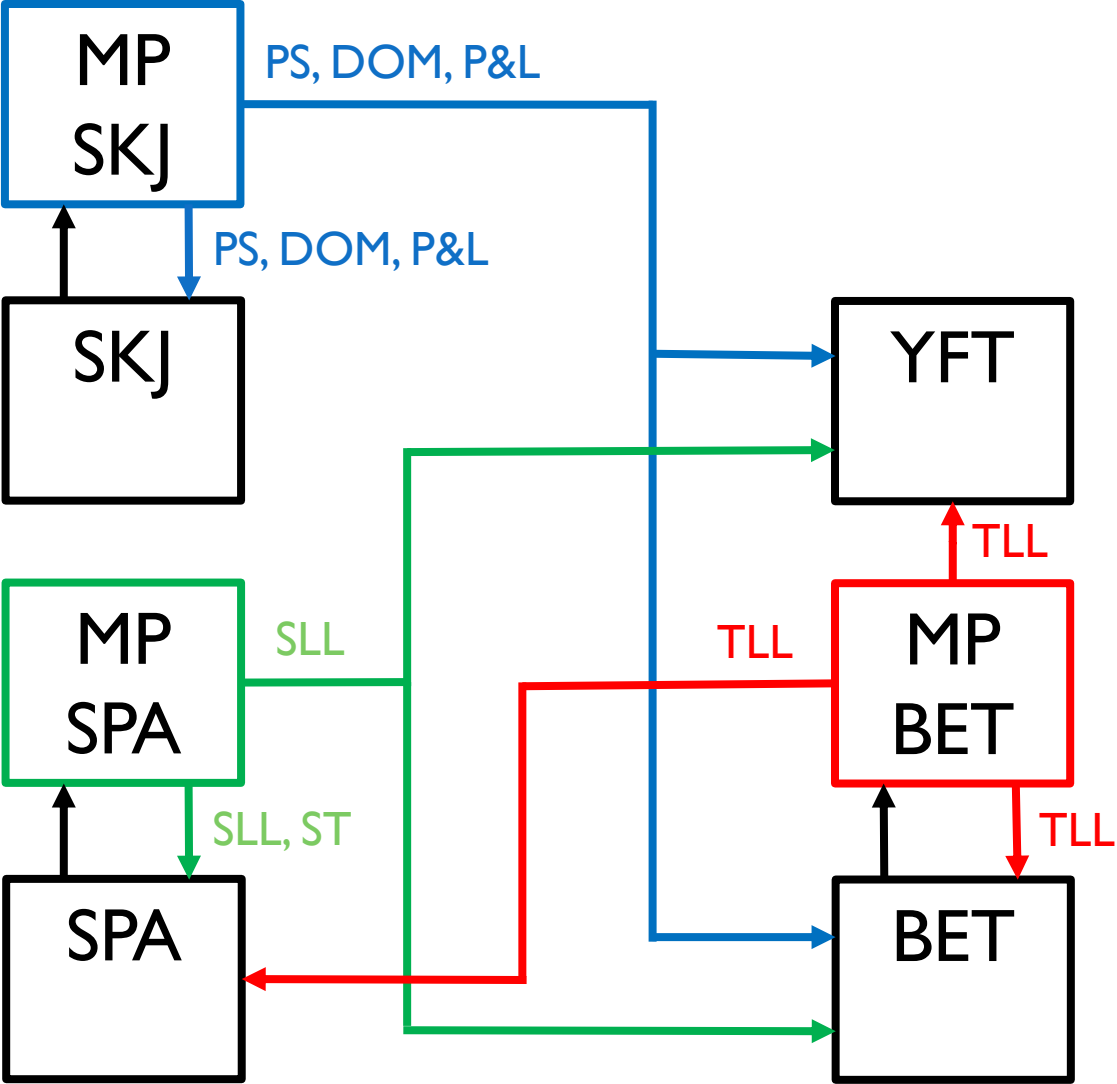 MP
SKJ
PS, DOM, P&L
PS, DOM, P&L
SKJ
YFT
TLL
MP
SPA
SLL
TLL
MP
BET
SLL, ST
TLL
SPA
BET